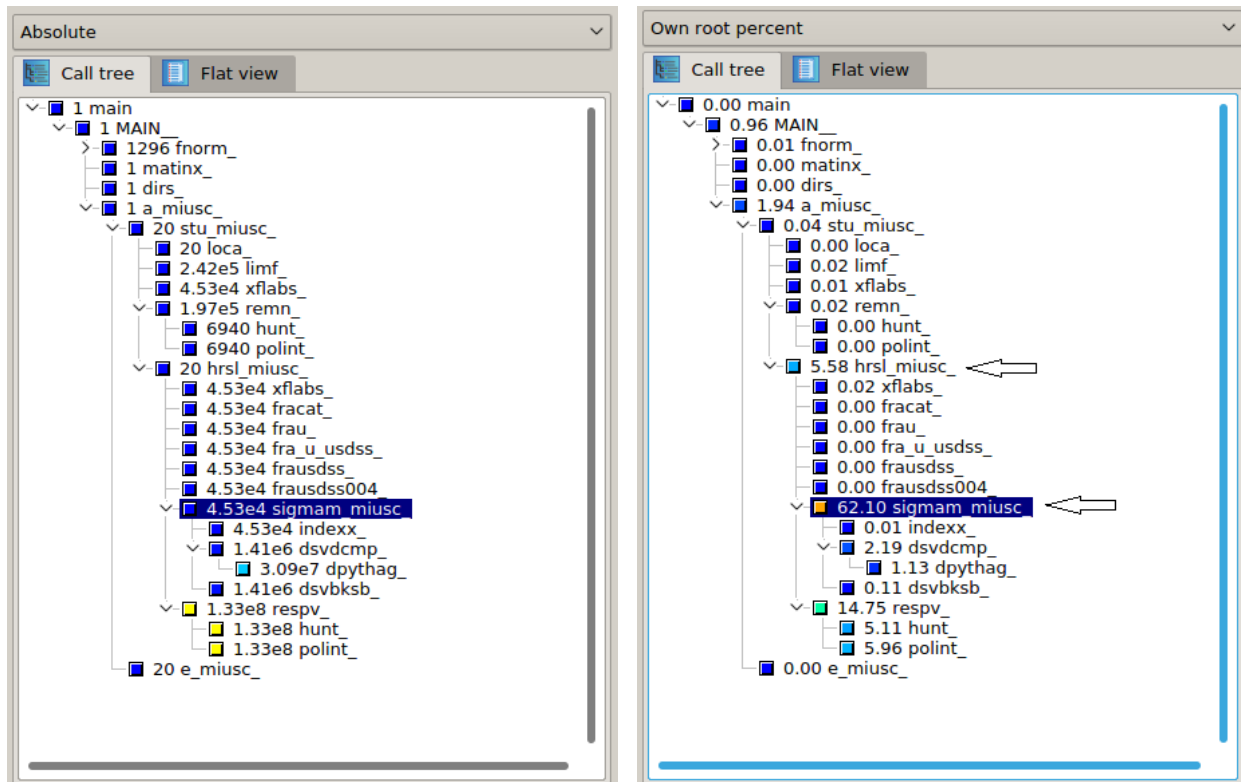 Absolute
Call tree
Flat view
1 main
1 MAIN__
1296 fnorm_
1 matinx_
1 dirs_
1 a_miusc_
20 stu_miusc_
20 loca_
2.42e5 limf_
4.53e4 xflabs_
1.97e5 remn_
6940 hunt_
6940 polint_
20 hrsl_miusc_
4.53e4 xflabs_
4.53e4 fracat_
4.53e4 frau_
4.53e4 fra_u_usdss_
4.53e4 frausdss_
4.53e4 frausdss004_
4.53e4 sigmam_miusc_
4.53e4 indexx_
1.41e6 dsvdcmp_
3.09e7 dpythag_
1.41e6 dsvbksb_
1.33e8 respv_
1.33e8 hunt_
1.33e8 polint_
20 e_miusc_
Own root percent
Call tree
Flat view
0.00 main
0.96 MAIN__
0.01 fnorm_
0.00 matinx_
0.00 dirs_
1.94 a_miusc_
0.04 stu_miusc_
0.00 loca_
0.02 limf_
0.01 xflabs_
0.02 remn_
0.00 hunt_
0.00 polint_
5.58 hrsl_miusc_
0.02 xflabs_
0.00 fracat_
0.00 frau_
0.00 fra_u_usdss_
0.00 frausdss_
0.00 frausdss004_
62.10 sigmam_miusc_
0.01 indexx_
2.19 dsvdcmp_
1.13 dpythag_
0.11 dsvbksb_
14.75 respv_
5.11 hunt_
5.96 polint_
0.00 e_miusc_